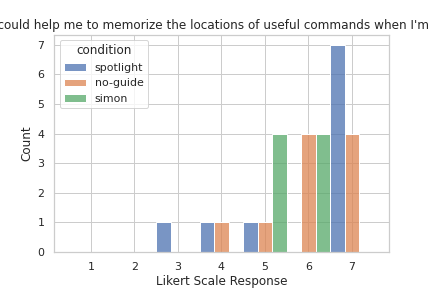 could help me to memorize the locations of useful commands when I'm
condition
spotlight
no-guide
simon
Count
7
6
5
4
3
2
1
0
1 2 3 4 5 6 7
Likert Scale Response